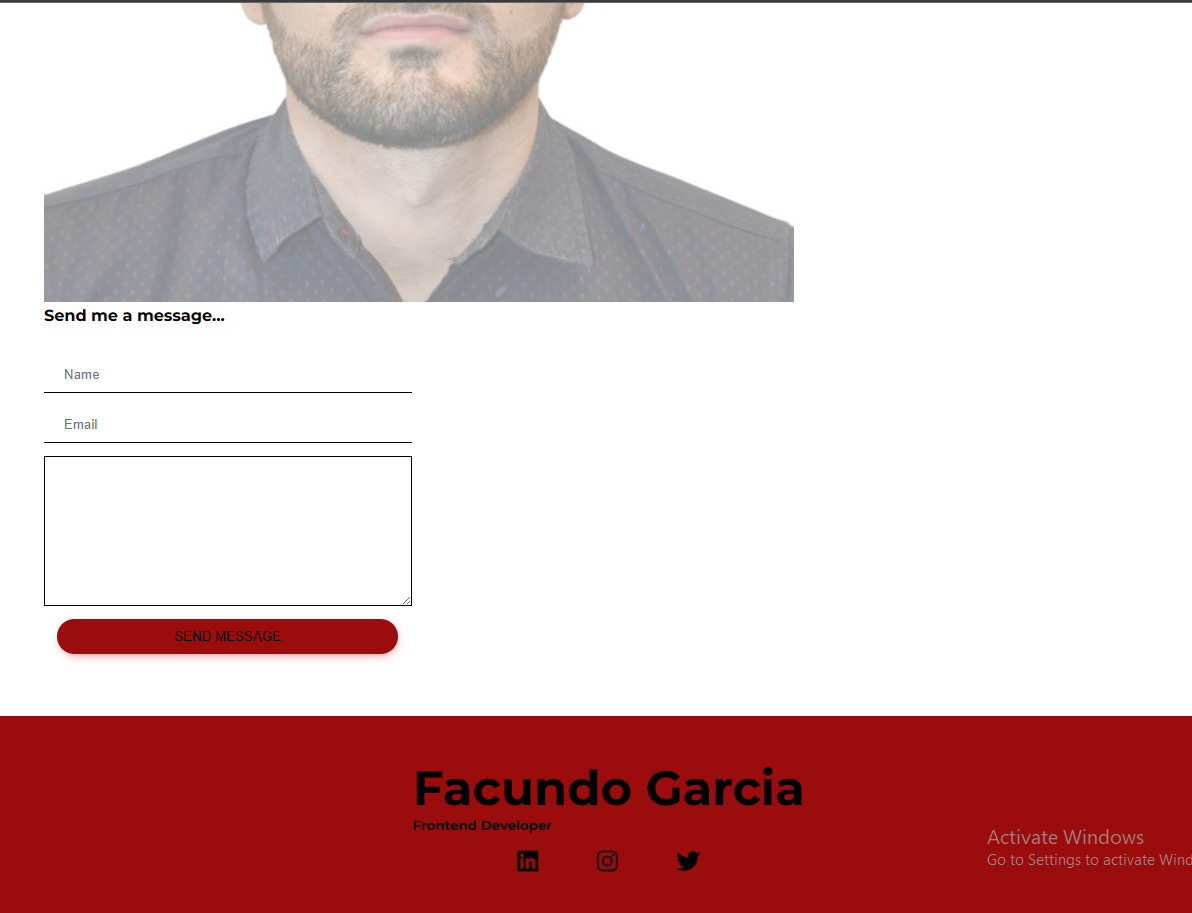 Send me a message...
Name
Email
SEND MESSAGE
Facundo Garcia
Frontend Developer
Activate Windows
Go to Settings to activate Wind